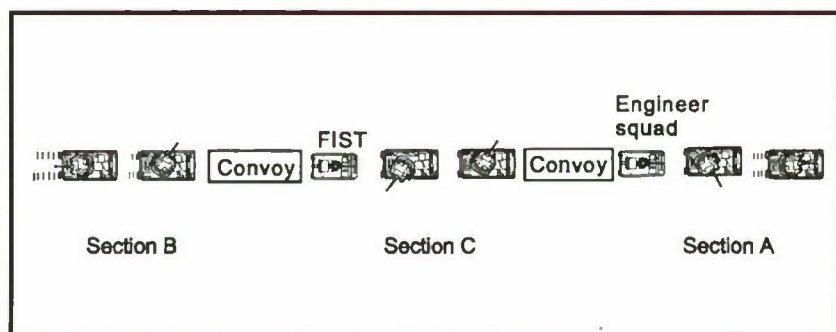 Engineer
squad
FIST
Convoy
Convoy
Section B
Section C
Section A